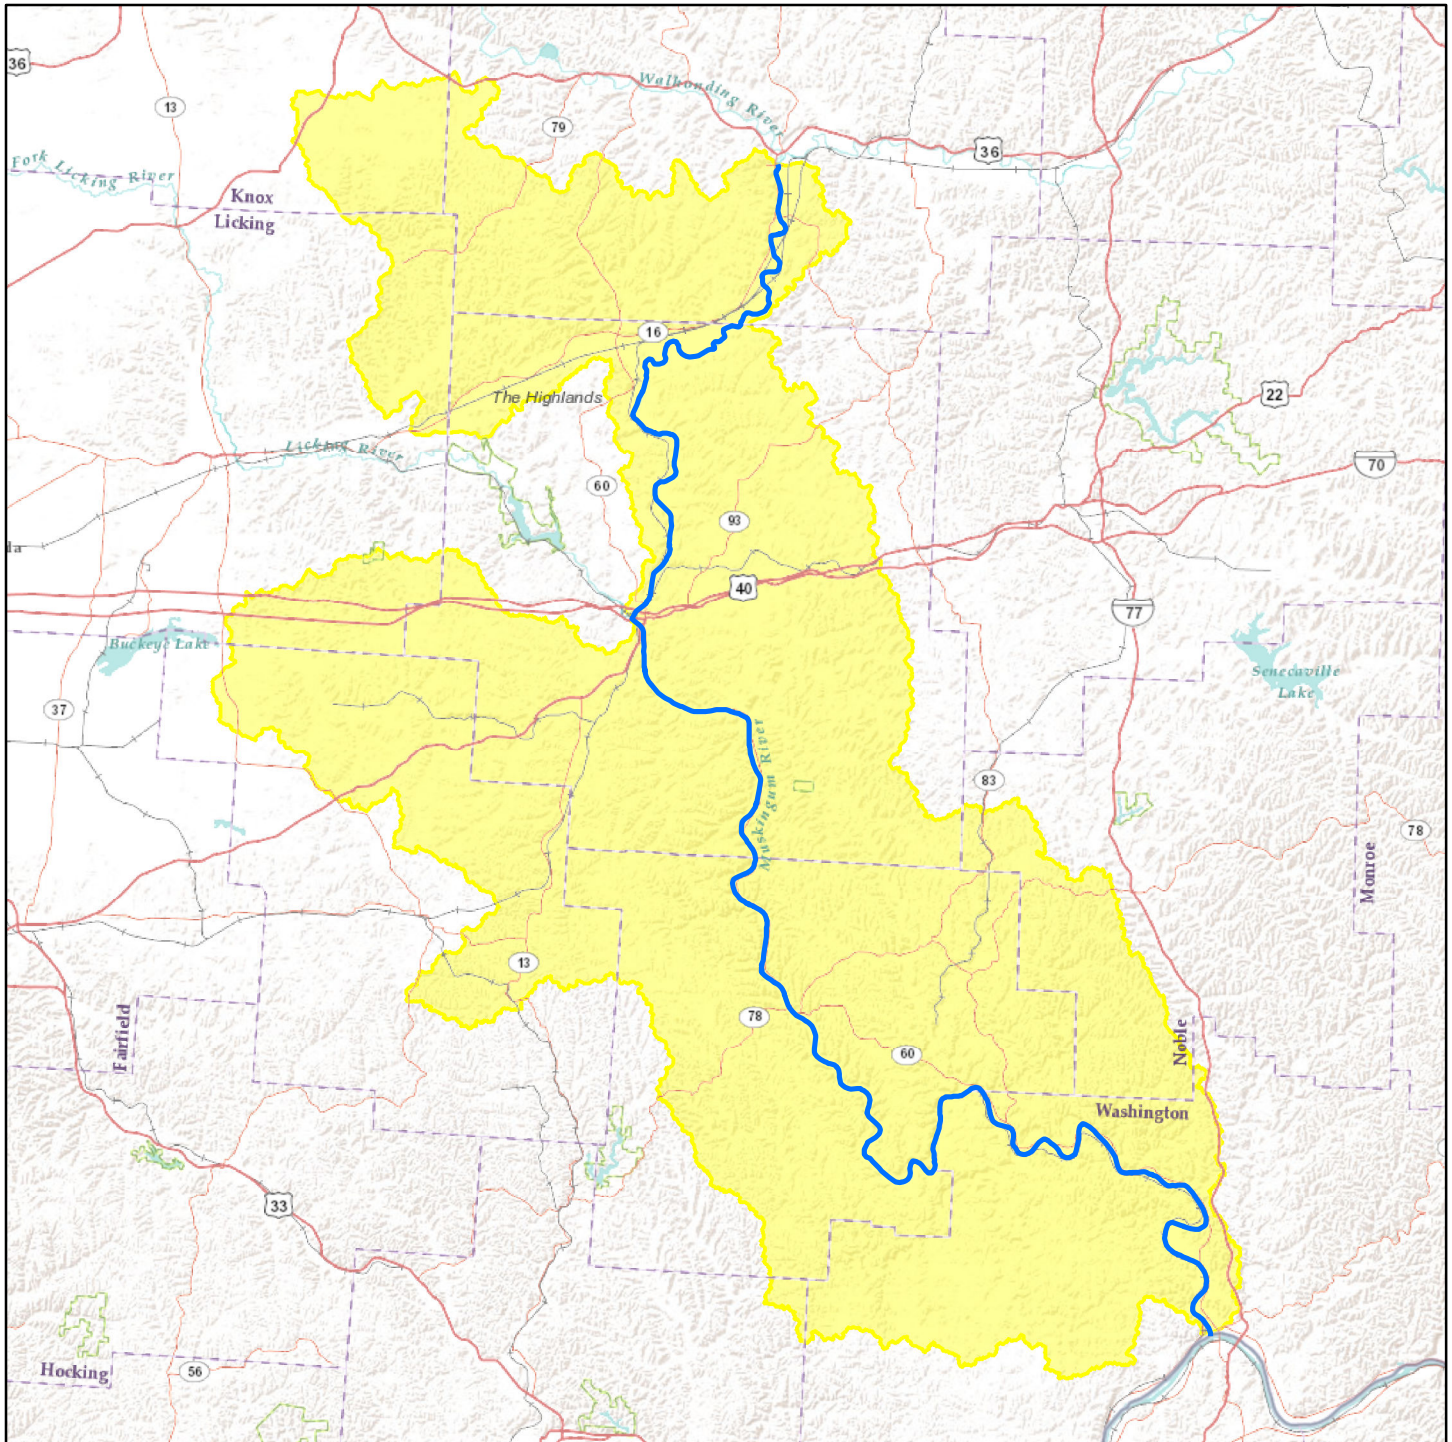 36
13
Walhonding River
79
36
Fork Licking River
Knox
Licking
16
The Highlands
22
Licking River
70
60
93
da
40
77
Buckeye Lake
Senecaville
Lake
37
Muskingum River
83
78
Monroe
13
78
Fairfield
Noble
60
Washington
33
Hocking
56